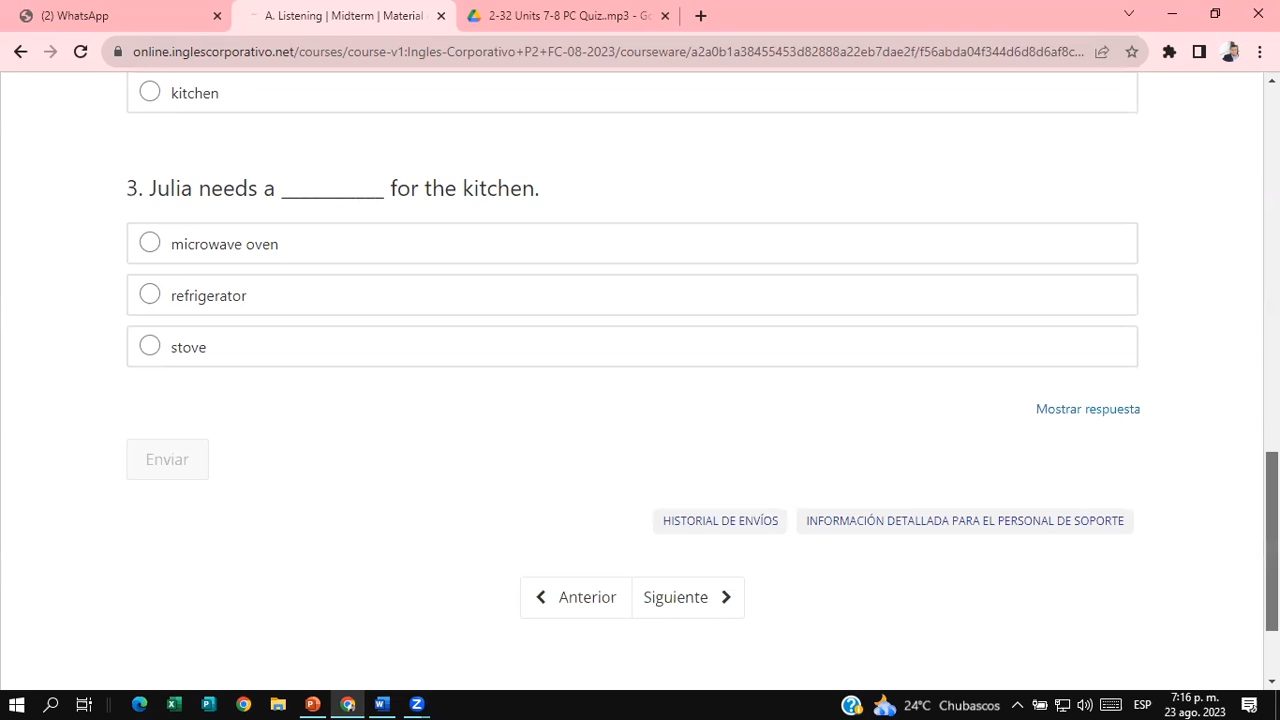 (2) WhatsApp
A. Listening | Midterm | Material
2-32 Units 7-8 PC Quiz..mp3 - Go
online.inglescorporativo.net/courses/course-v1:Ingles-Corporativo+P2+FC-08-2023/courseware/a2a0b1a38455453d82888a22eb7dae2f/f56abda04f344d6d8d6af8c...
kitchen
3. Julia needs a ___________ for the kitchen.
microwave oven
refrigerator
stove
Mostrar respuesta
Enviar
HISTORIAL DE ENVÍOS
INFORMACIÓN DETALLADA PARA EL PERSONAL DE SOPORTE
Anterior
Siguiente
24°C Chubascos
ESP
7:16 p. m.
23 ago. 2023